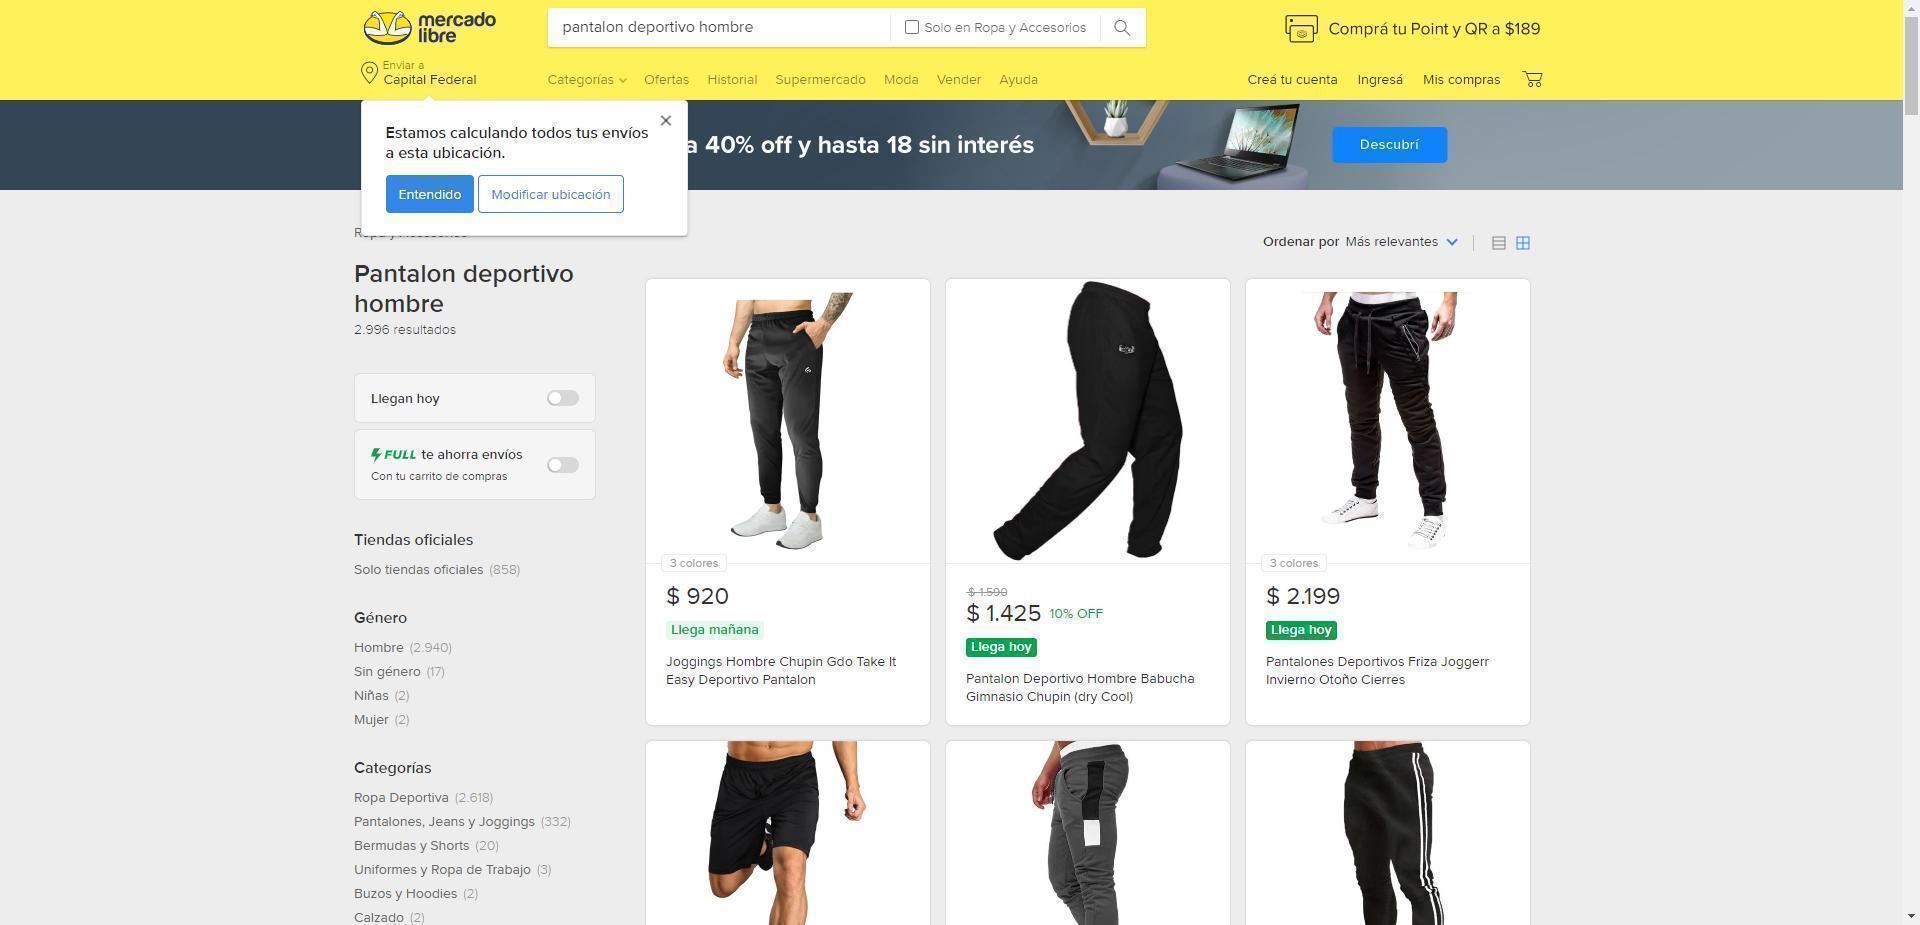 mercado
libre
pantalon deportivo hombre
Solo en Ropa y Accesorios
Comprá tu Point y QR a $189
Enviar a
Capital Federal
Categorías
Ofertas
Historial
Supermercado
Moda
Vender
Ayuda
Creá tu cuenta
Ingresá
Mis compras
Estamos calculando todos tus envíos
a esta ubicación.
Entendido
Modificar ubicación
a 40% off y hasta 18 sin interés
Descubrí
Ordenar por Más relevantes
Pantalon deportivo
hombre
2.996 resultados
Llegan hoy
FULL te ahorra envíos
Con tu carrito de compras
Tiendas oficiales
Solo tiendas oficiales (858)
Género
Hombre (2.940)
Sin género (17)
Niñas (2)
Mujer (2)
Categorías
Ropa Deportiva (2.618)
Pantalones, Jeans y Joggings (332)
Bermudas y Shorts (20)
Uniformes y Ropa de Trabajo (3)
Buzos y Hoodies (2)
Calzado (2)
3 colores
$ 920
Llega mañana
Joggings Hombre Chupin Gdo Take It
Easy Deportivo Pantalon
$ 1.590
$ 1.425 10% OFF
Llega hoy
Pantalon Deportivo Hombre Babucha
Gimnasio Chupin (dry Cool)
3 colores
$ 2.199
Llega hoy
Pantalones Deportivos Friza Joggerr
Invierno Otoño Cierres